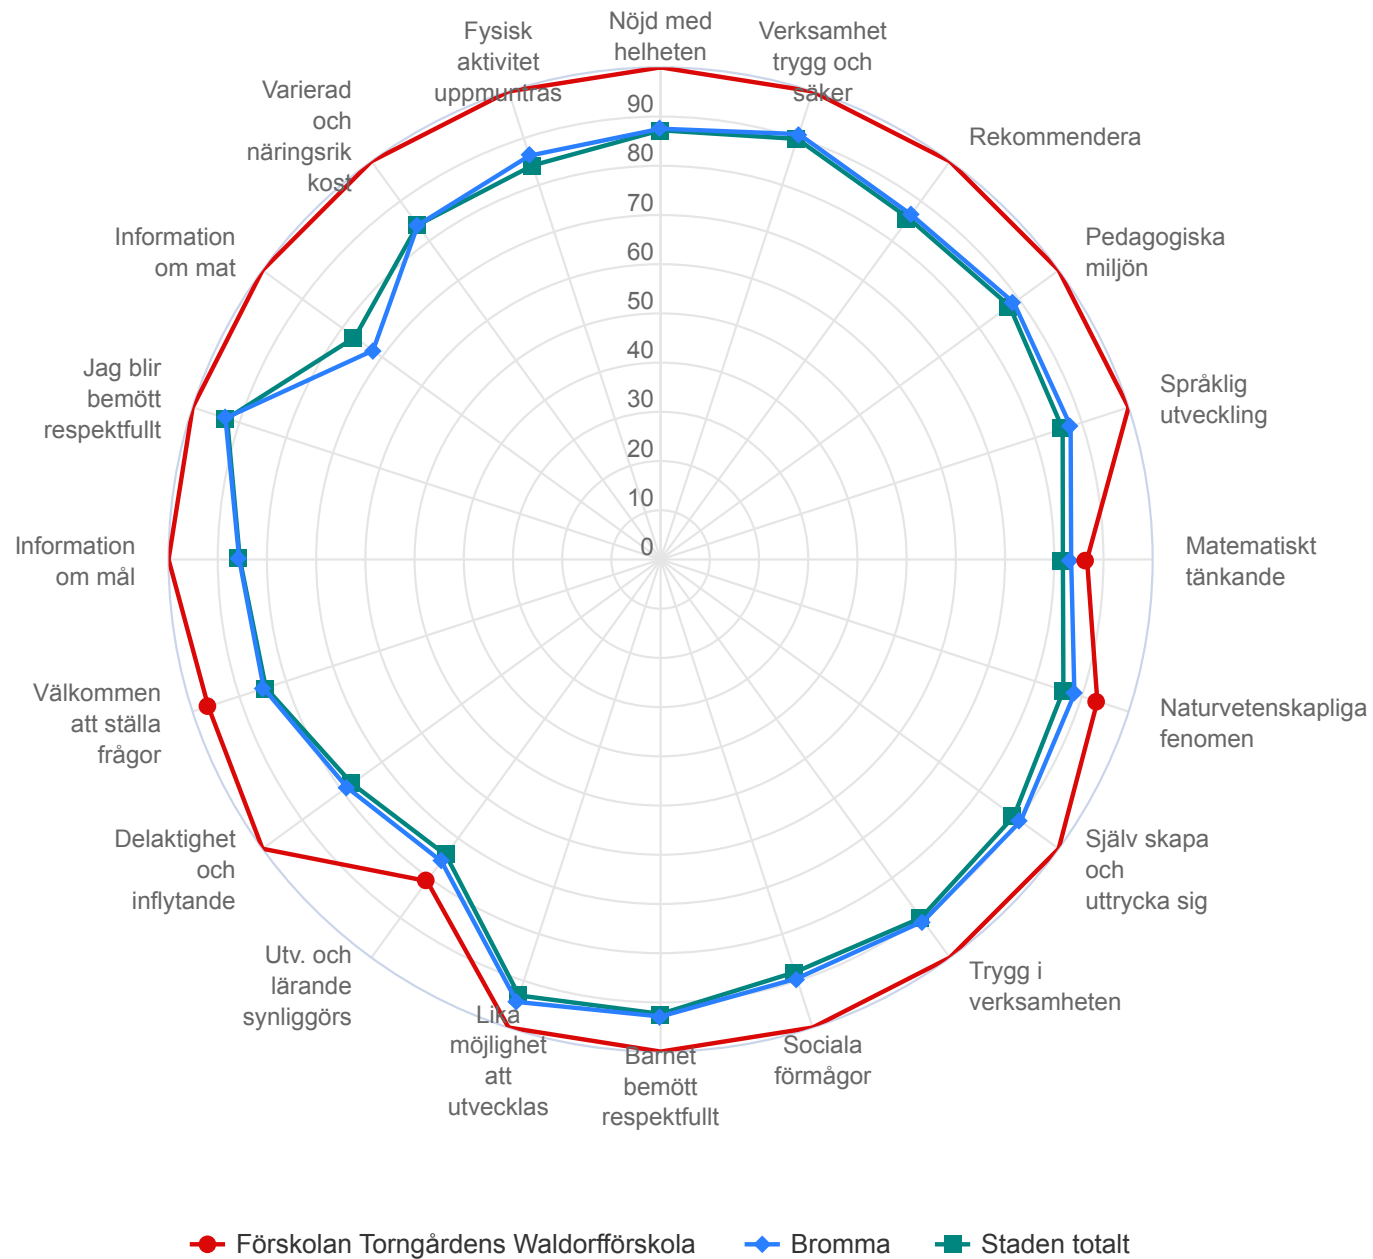 Nöjd med
helheten
Verksamhet
trygg och
säker
Rekommendera
Pedagogiska
miljön
Språklig
utveckling
Matematiskt
tänkande
Naturvetenskapliga
fenomen
Själv skapa
och
uttrycka sig
Trygg i
verksamheten
Sociala
förmågor
Barnet
bemött
respektfullt
Lika
möjlighet
att
utvecklas
Utv. och
lärande
synliggörs
Delaktighet
och
inflytande
Välkommen
att ställa
frågor
Information
om mål
Jag blir
bemött
respektfullt
Information
om mat
Varierad
och
näringsrik
kost
Fysisk
aktivitet
uppmuntras
90
80
70
60
50
40
30
20
10
0
Förskolan Torngårdens Waldorfförskola
Bromma
Staden totalt